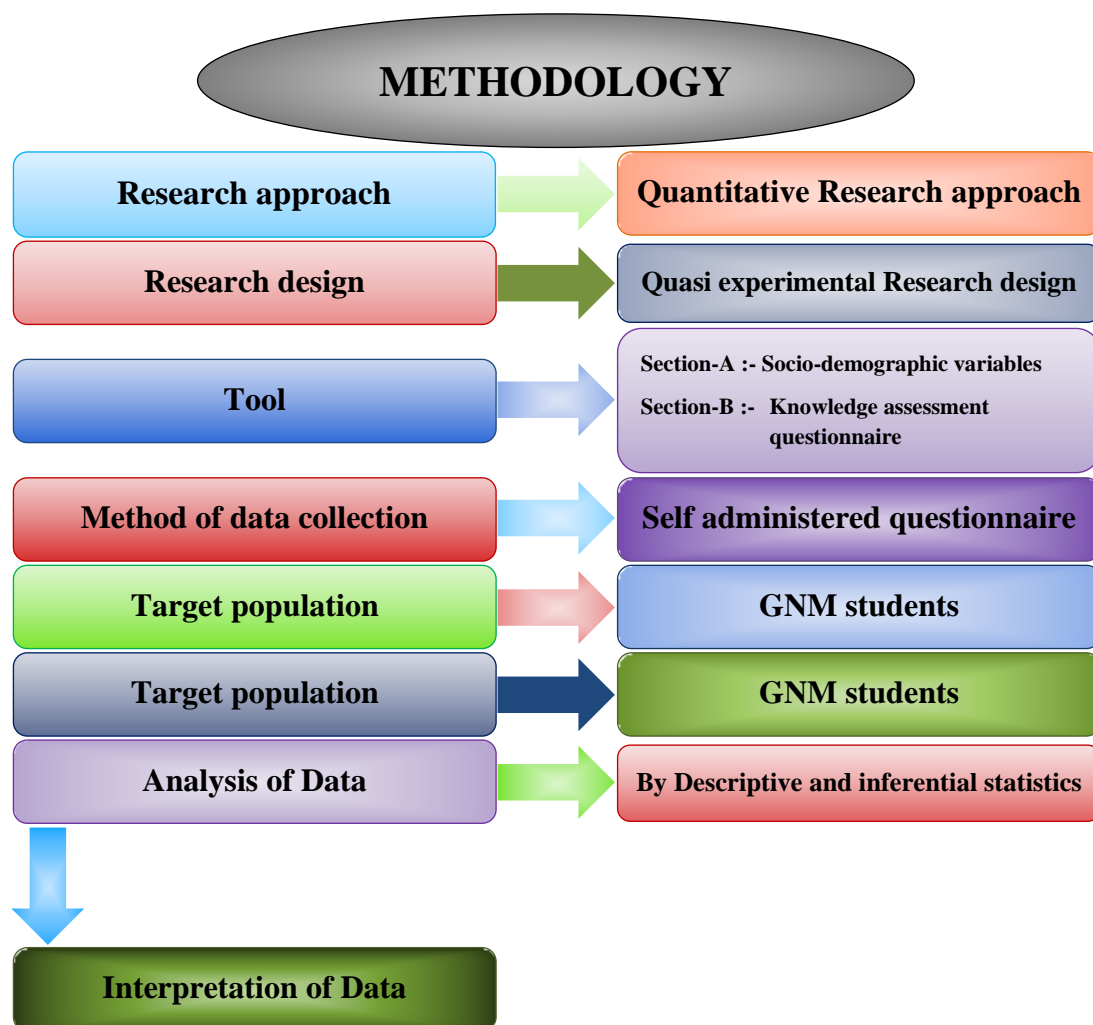 METHODOLOGY
Research approach
Quantitative Research approach
Research design
Quasi experimental Research design
Tool
Section-A :- Socio-demographic variables
Section-B :- Knowledge assessment
questionnaire
Method of data collection
Self administered questionnaire
Target population
GNM students
Target population
GNM students
Analysis of Data
By Descriptive and inferential statistics
Interpretation of Data